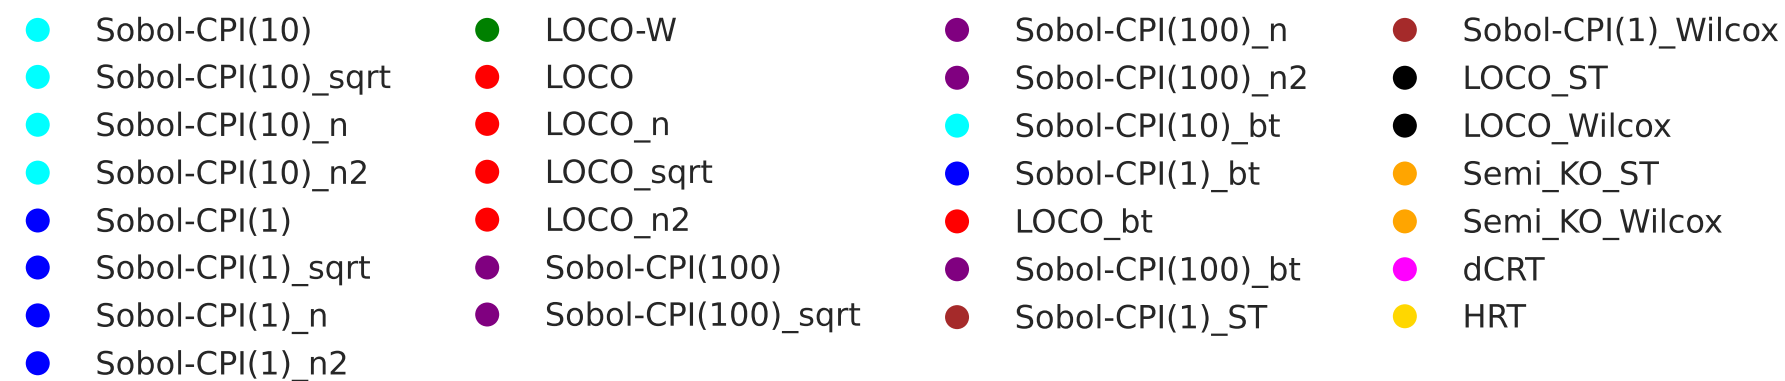 Sobol-CPI(10)
Sobol-CPI(10)_sqrt
Sobol-CPI(10)_n
Sobol-CPI(10)_n2
Sobol-CPI(1)
Sobol-CPI(1)_sqrt
Sobol-CPI(1)_n
Sobol-CPI(1)_n2
LOCO-W
LOCO
LOCO_n
LOCO_sqrt
LOCO_n2
Sobol-CPI(100)
Sobol-CPI(100)_sqrt
Sobol-CPI(100)_n
Sobol-CPI(100)_n2
Sobol-CPI(10)_bt
Sobol-CPI(1)_bt
LOCO_bt
Sobol-CPI(100)_bt
Sobol-CPI(1)_ST
Sobol-CPI(1)_Wilcox
LOCO_ST
LOCO_Wilcox
Semi_KO_ST
Semi_KO_Wilcox
dCRT
HRT